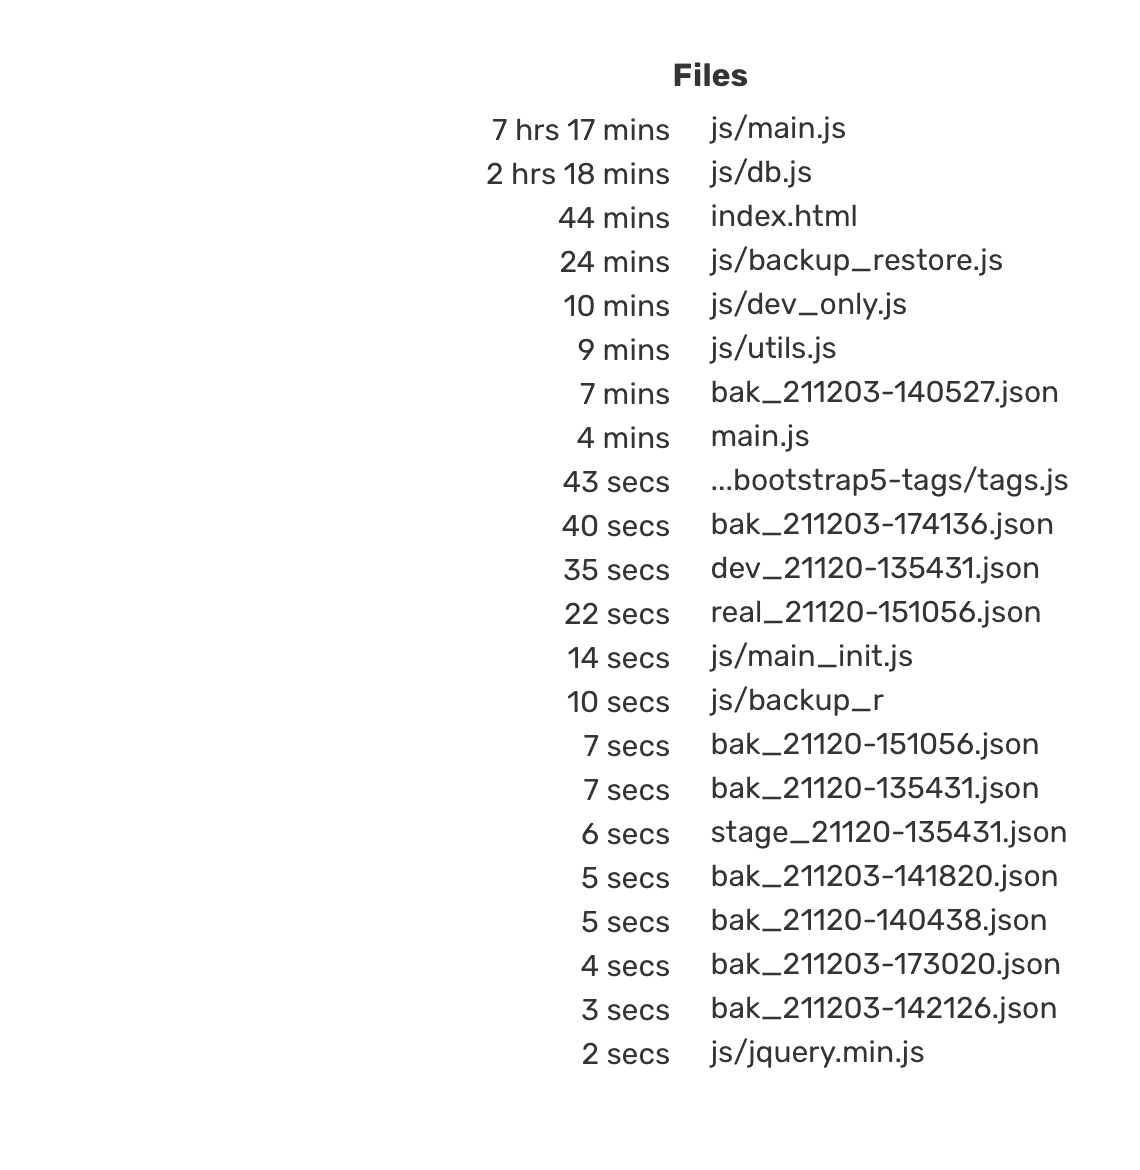 Files
7 hrs 17 mins js/main.js
2 hrs 18 mins js/db.js
44 mins index.html
24 mins js/backup_restore.js
10 mins js/dev_only.js
9 mins js/utils.js
7 mins bak_211203-140527.json
4 mins main.js
43 secs ...bootstrap5-tags/tags.js
40 secs bak_211203-174136.json
35 secs dev_21120-135431.json
22 secs real_21120-151056.json
14 secs js/main_init.js
10 secs js/backup_r
7 secs bak_21120-151056.json
7 secs bak_21120-135431.json
6 secs stage_21120-135431.json
5 secs bak_211203-141820.json
5 secs bak_21120-140438.json
4 secs bak_211203-173020.json
3 secs bak_211203-142126.json
2 secs js/jquery.min.js